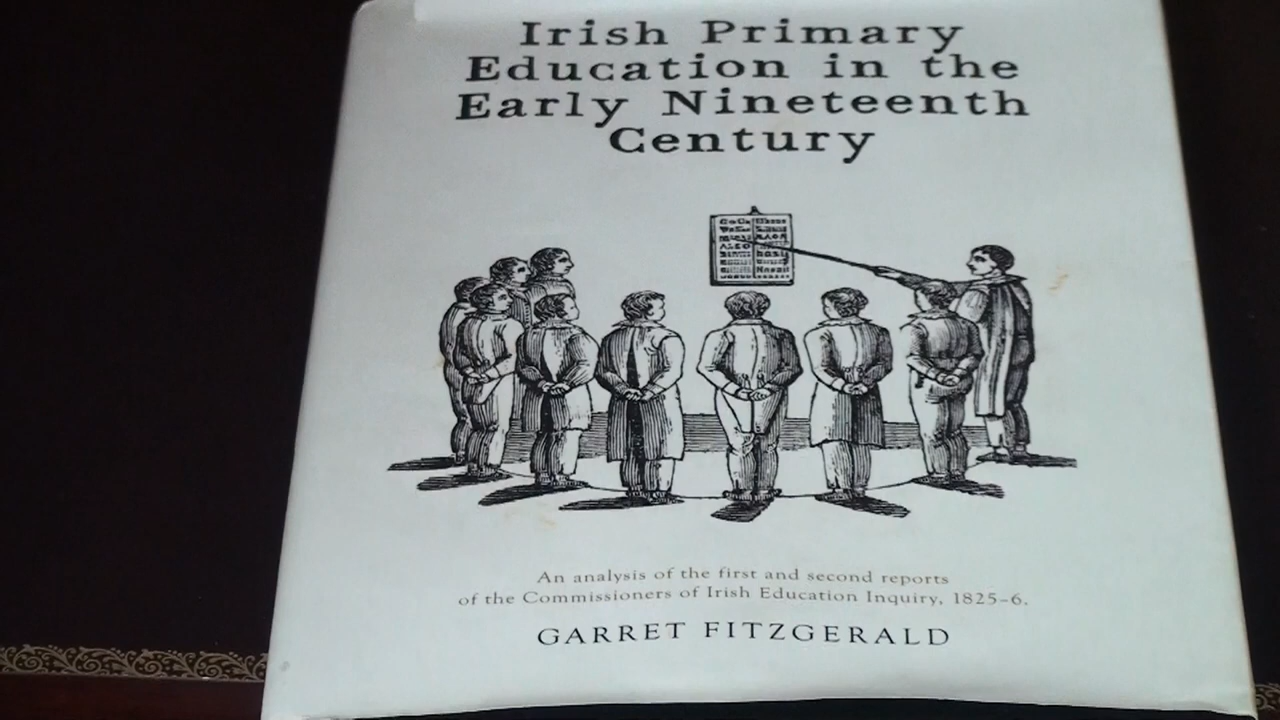 Irish Primary
Education in the
Early Nineteenth
Century
An analysis of the first and second reports
of the Commissioners of Irish Education Inquiry, 1825-6.
GARRET FITZGERALD